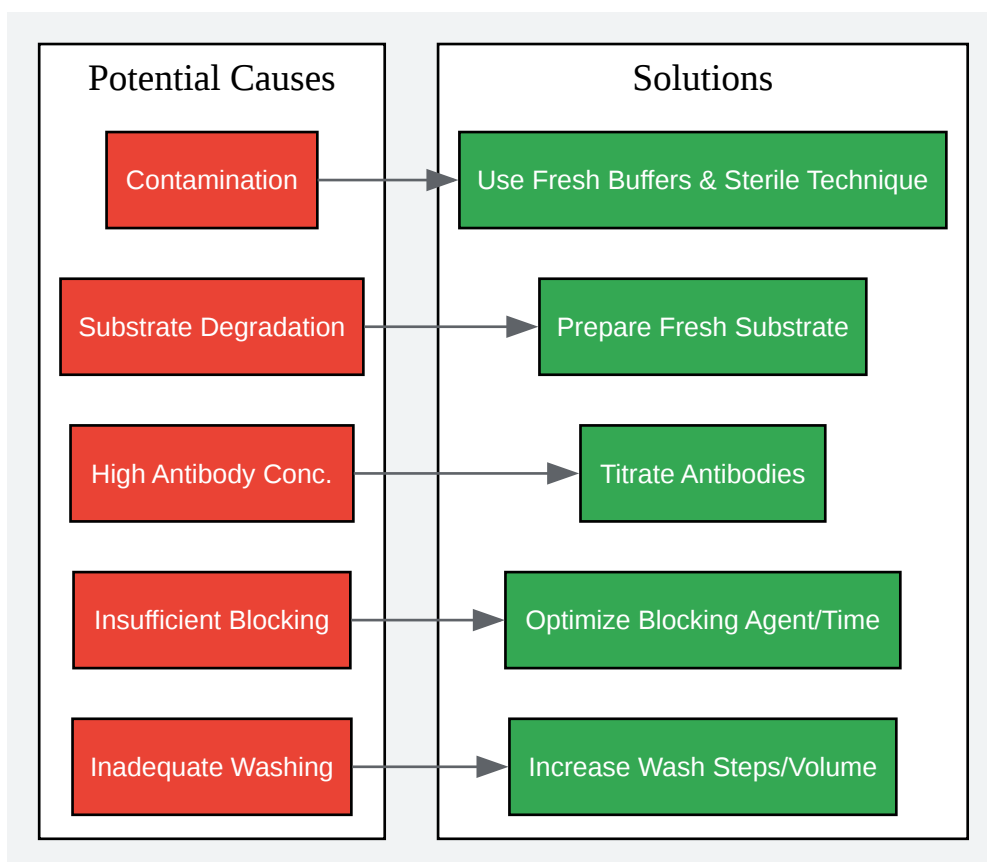 Potential Causes
Solutions
Contamination
Use Fresh Buffers & Sterile Technique
Substrate Degradation
Prepare Fresh Substrate
High Antibody Conc.
Titrate Antibodies
Insufficient Blocking
Optimize Blocking Agent/Time
Inadequate Washing
Increase Wash Steps/Volume